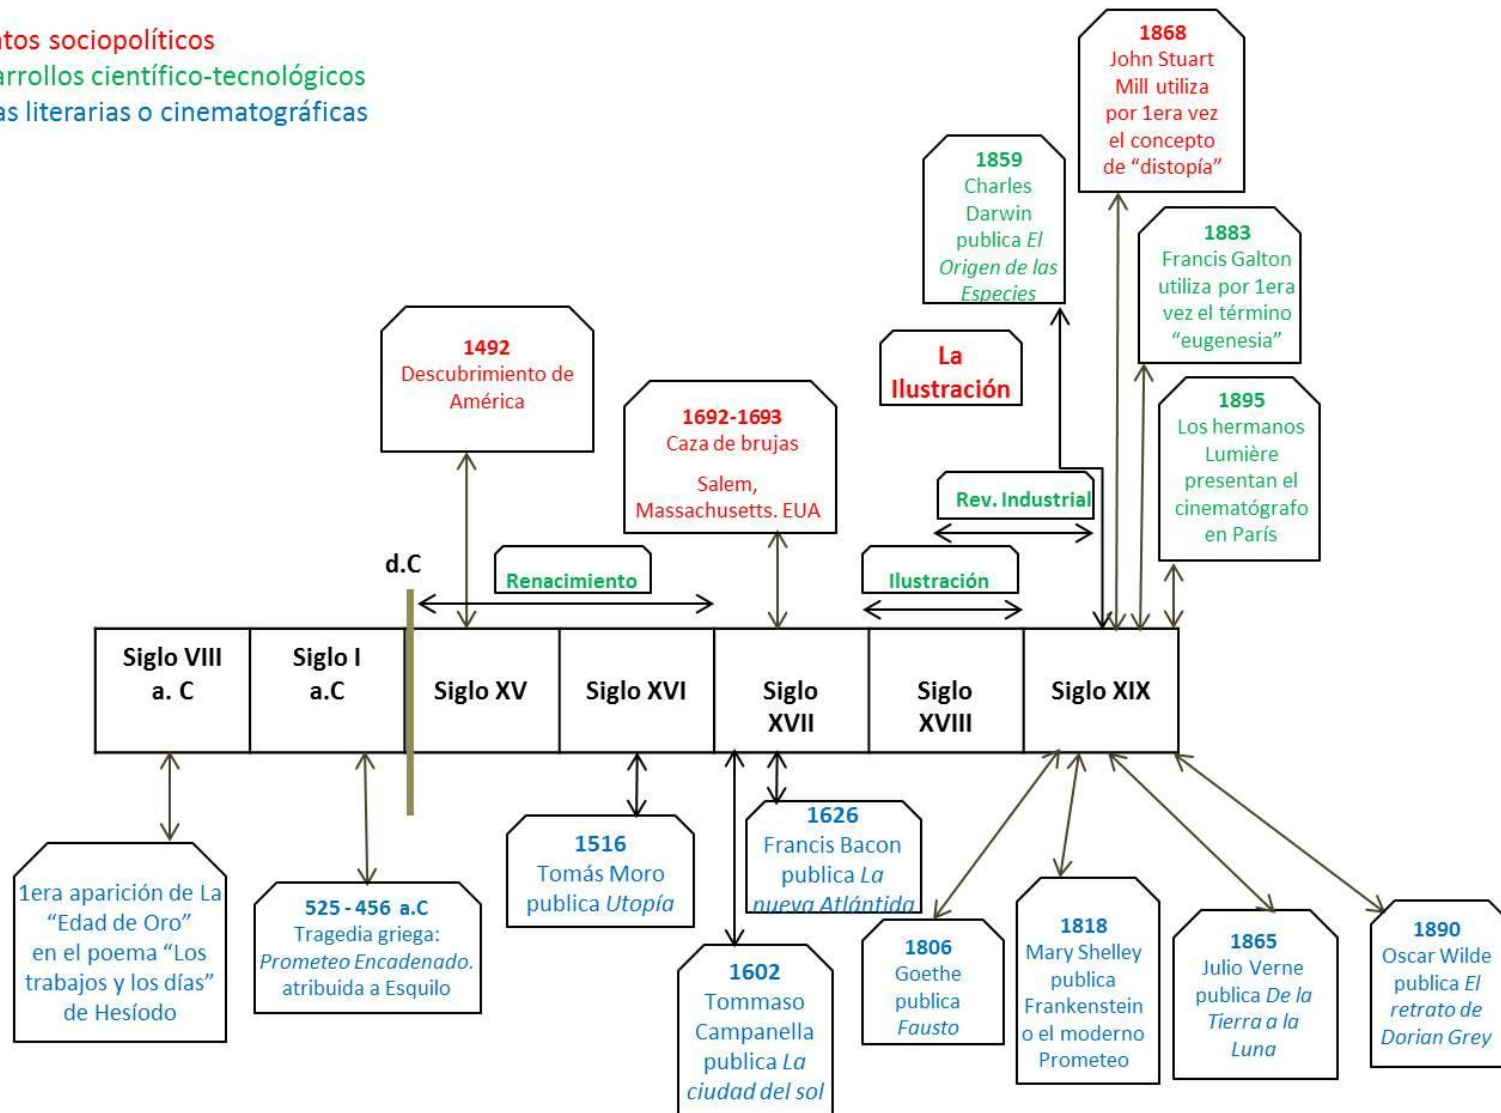 ntos sociopolíticos
arrollos científico-tecnológicos
as literarias o cinematográficas
1868
John Stuart
Mill utiliza
por 1era vez
el concepto
de “distopía”
1859
Charles
Darwin
publica El
Origen de las
Especies
1883
Francis Galton
utiliza por 1era
vez el término
“eugenesia”
1492
Descubrimiento de
América
La
Ilustración
1692-1693
Caza de brujas
Salem,
Massachusetts. EUA
1895
Los hermanos
Lumière
presentan el
cinematógrafo
en París
Rev. Industrial
d.C
Renacimiento
Ilustración
Siglo VIII
a. C
Siglo I
a.C
Siglo XV
Siglo XVI
Siglo
XVII
Siglo
XVIII
Siglo XIX
1era aparición de La
“Edad de Oro”
en el poema “Los
trabajos y los días”
de Hesíodo
525 - 456 a.C
Tragedia griega:
Prometeo Encadenado.
atribuida a Esquilo
1516
Tomás Moro
publica Utopía
1602
Tommaso
Campanella
publica La
ciudad del sol
1626
Francis Bacon
publica La
nueva Atlántida
1806
Goethe
publica
Fausto
1818
Mary Shelley
publica
Frankenstein
o el moderno
Prometeo
1865
Julio Verne
publica De la
Tierra a la
Luna
1890
Oscar Wilde
publica El
retrato de
Dorian Grey